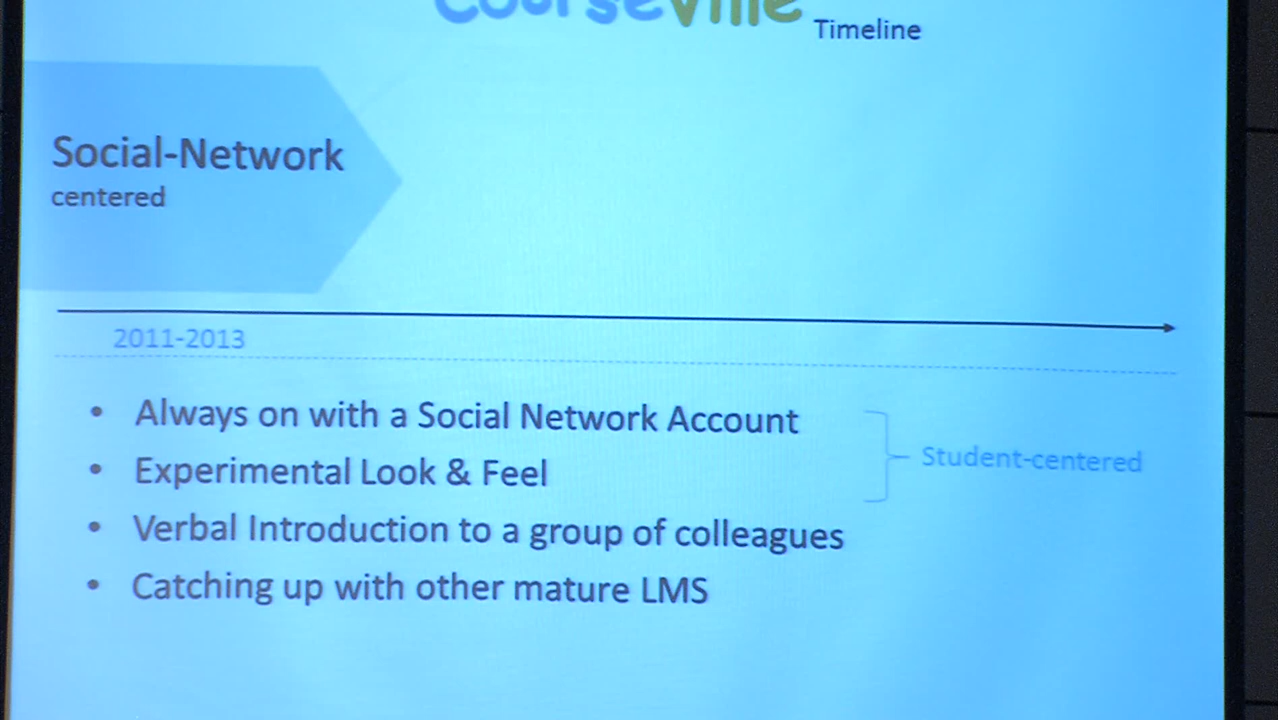 CourseVille Timeline
Social-Network
centered
2011-2013
• Always on with a Social Network Account
• Experimental Look & Feel
Student-centered
• Verbal Introduction to a group of colleagues
• Catching up with other mature LMS